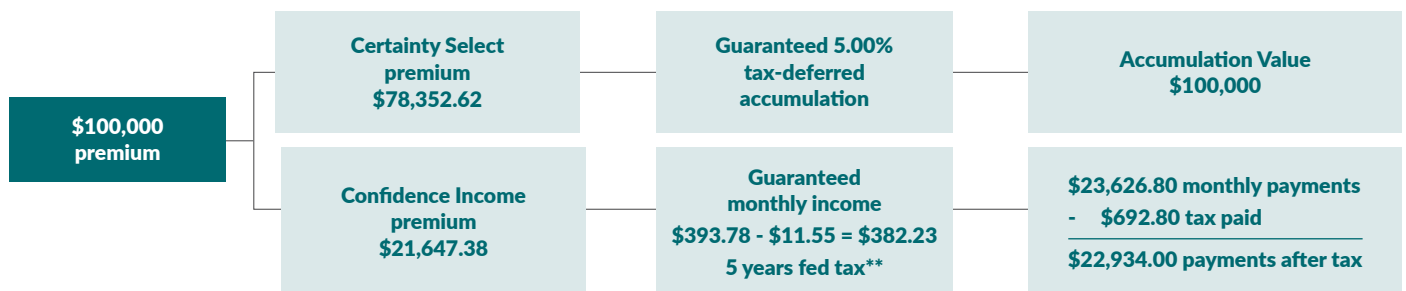 $100,000
premium
Certainty Select
premium
$78,352.62
Guaranteed 5.00%
tax-deferred
accumulation
Accumulation Value
$100,000
Confidence Income
premium
$21,647.38
Guaranteed
monthly income
$393.78 - $11.55 = $382.23
5 years fed tax**
$23,626.80 monthly payments
- $692.80 tax paid
$22,934.00 payments after tax